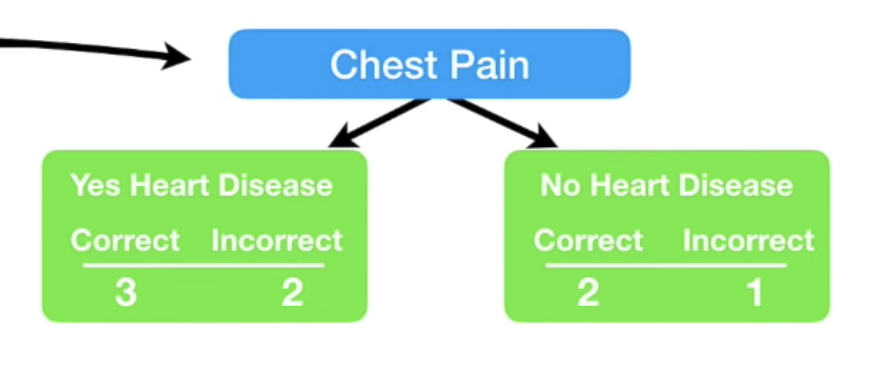 Chest Pain
Yes Heart Disease
Correct Incorrect
3 2
No Heart Disease
Correct Incorrect
2 1